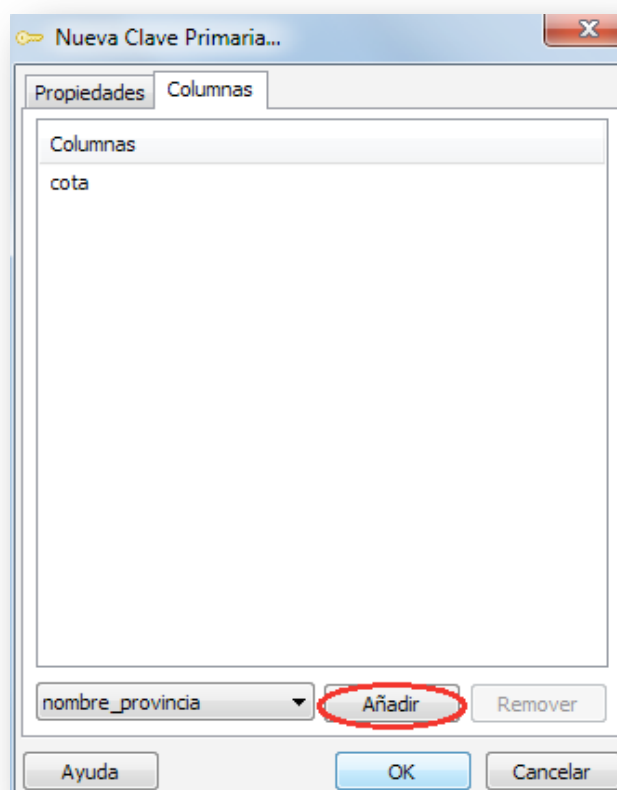 Nueva Clave Primaria...
Propiedades Columnas
Columnas
cota
nombre_provincia Añadir Remover
Ayuda OK Cancelar